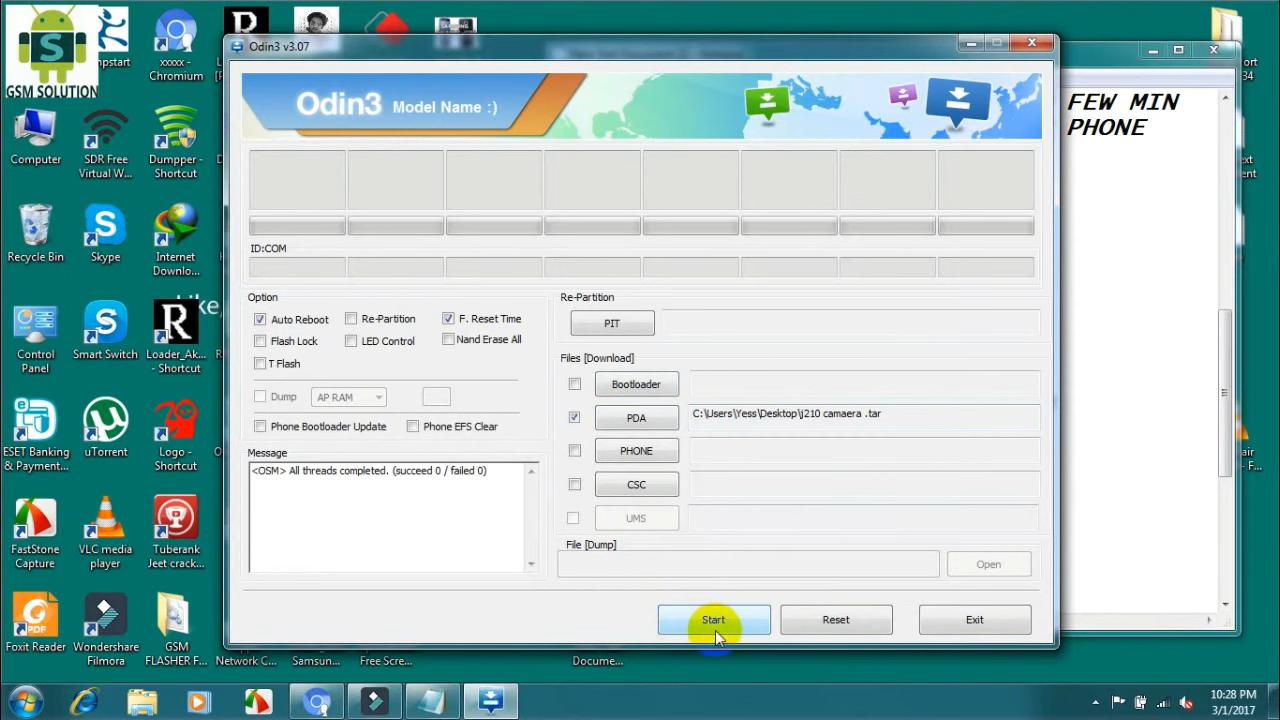 GSM SOLUTION
Jumpstart
xxxxx -
Chromium
Computer
SDR Free
Virtual W...
Dumpper -
Shortcut
Recycle Bin
Skype
Internet
Downlo...
Control
Panel
Smart Switch
Loader_Ak...
- Shortcut
ESET Banking
& Payment...
uTorrent
Logo -
Shortcut
FastStone
Capture
VLC media
player
Tuberank
Jeet crack...
Foxit Reader
Wondershare
Filmora
GSM
FLASHER F...
Network C...
Samsun...
Free Scre...
Docume...
Odin3 v3.07
Odin3 Model Name :)
ID:COM
Option
Auto Reboot
Re-Partition
F. Reset Time
Flash Lock
LED Control
Nand Erase All
T Flash
Dump
AP RAM
Phone Bootloader Update
Phone EFS Clear
Message
<OSM> All threads completed. (succeed 0 / failed 0)
Re-Partition
PIT
Files [Download]
Bootloader
PDA
C:\Users\Yess\Desktop\j210 camaera .tar
PHONE
CSC
UMS
File [Dump]
Open
Start
Reset
Exit
FEW MIN
PHONE
10:28 PM
3/1/2017